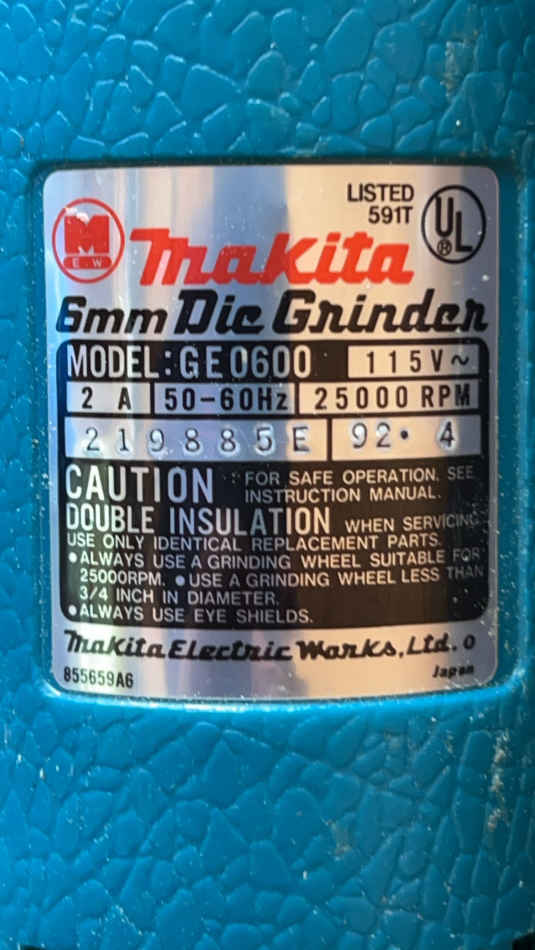 LISTED
591T
UL
®
M
E.W
Makita
6mm Die Grinder
MODEL:GE0600 115V~
2 A 50-60Hz 25000 RPM
219885E 92. 4
CAUTION : FOR SAFE OPERATION. SEE
INSTRUCTION MANUAL.
DOUBLE INSULATION WHEN SERVICING
USE ONLY IDENTICAL REPLACEMENT PARTS.
•ALWAYS USE A GRINDING WHEEL SUITABLE FOR
25000RPM. •USE A GRINDING WHEEL LESS THAN
3/4 INCH IN DIAMETER.
•ALWAYS USE EYE SHIELDS.
Makita Electric Works, Ltd. o
855659A6 Japan